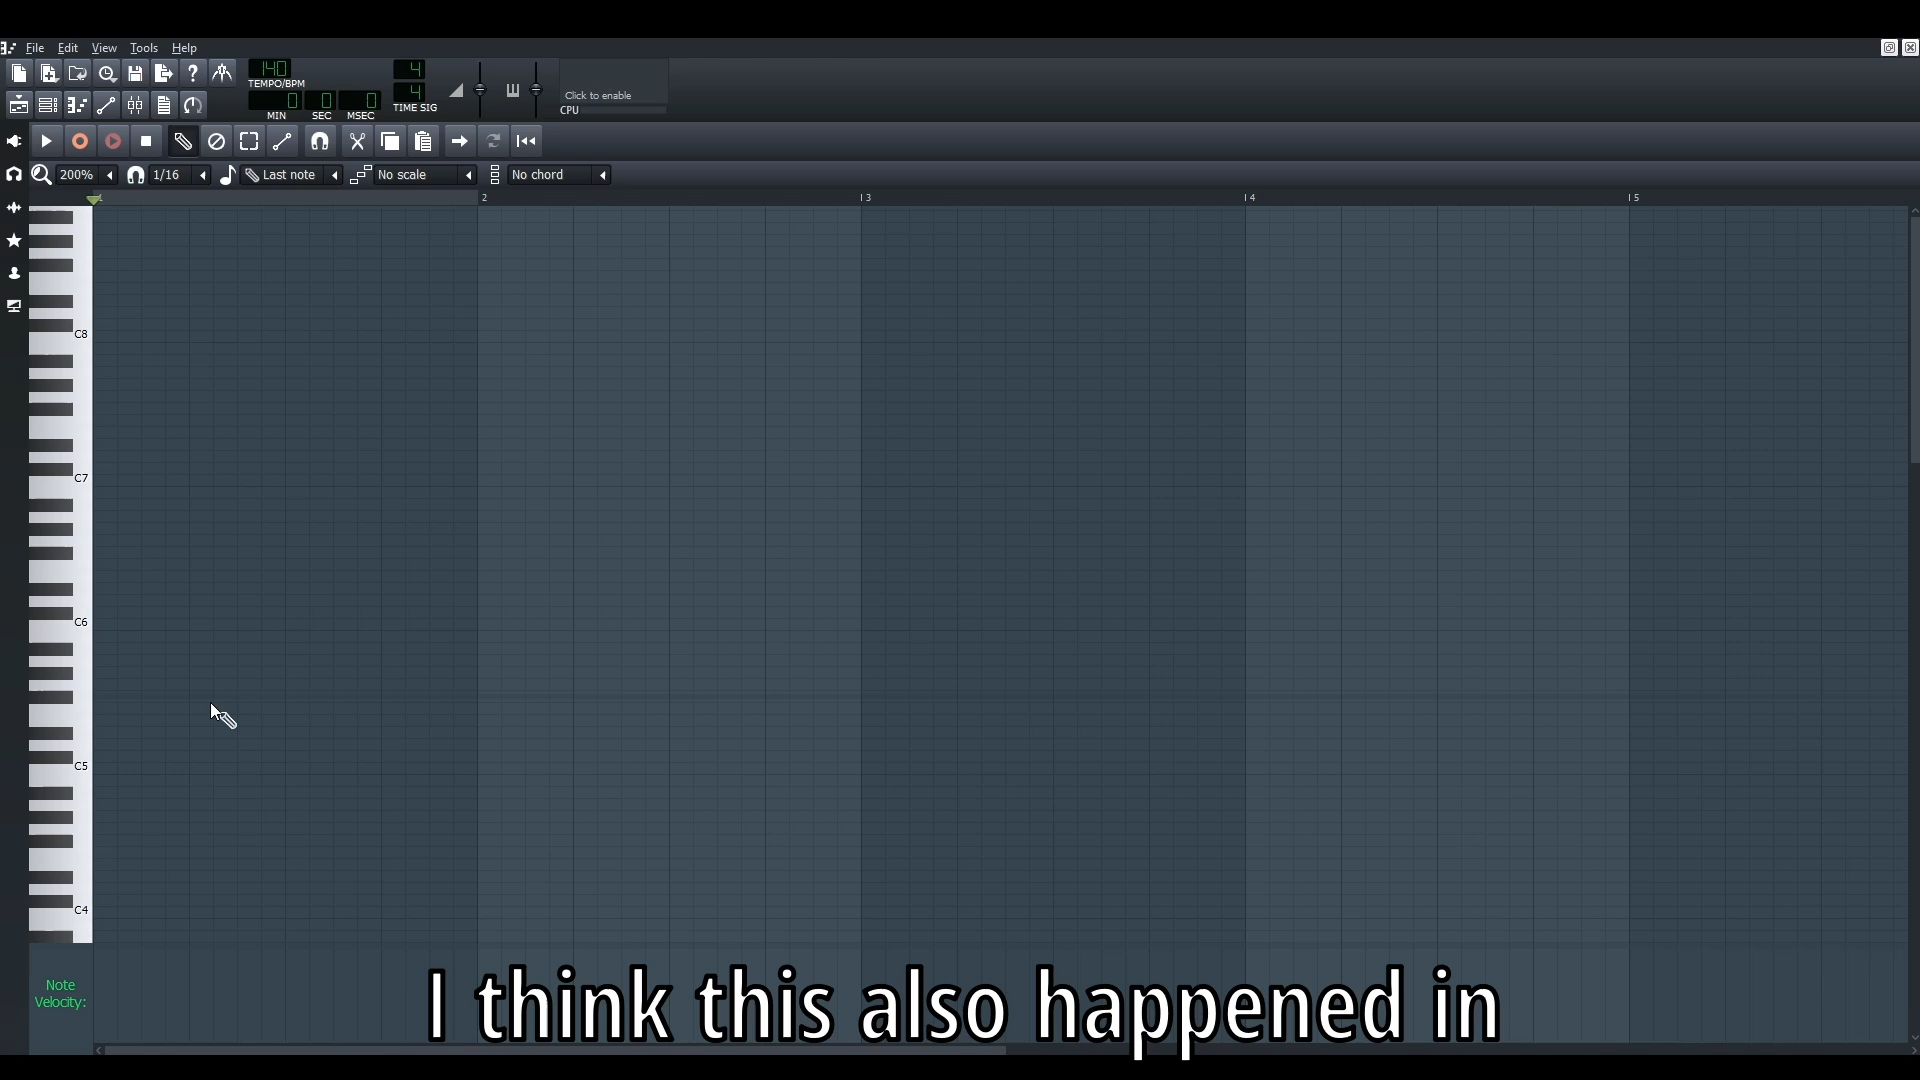 File Edit View Tools Help
140
TEMPO/BPM
4
4
TIME SIG
0 0 0
MIN SEC MSEC
Click to enable
CPU
200% 1/16 Last note No scale No chord
1 2 3 4 5
C8
C7
C6
C5
C4
Note
Velocity:
I think this also happened in